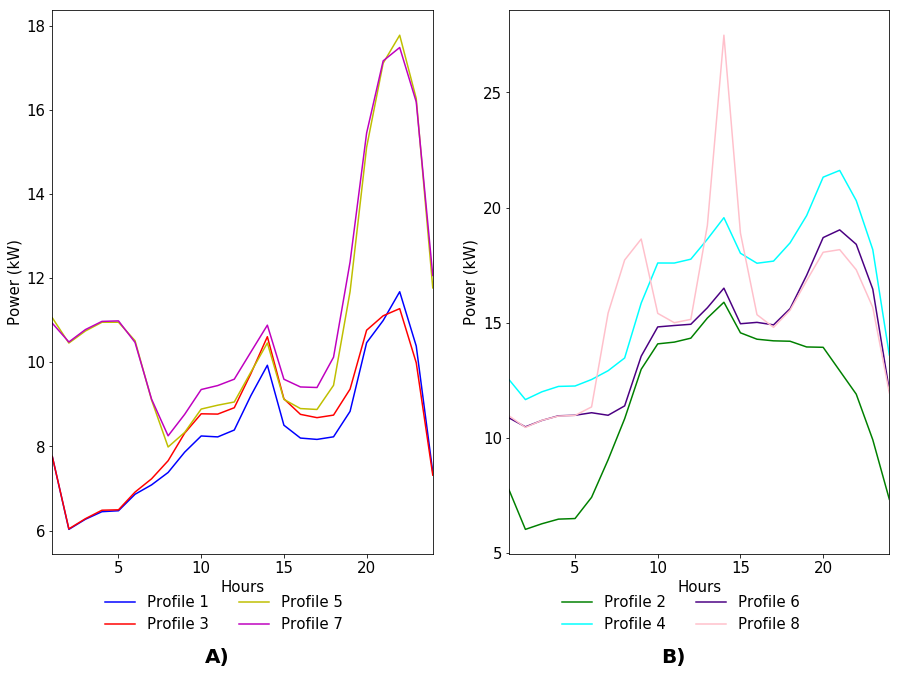 18
16
14
12
10
8
6
Power (kW)
5
10
15
20
Hours
Profile 1
Profile 3
Profile 5
Profile 7
A)
25
20
15
10
5
Power (kW)
5
10
15
20
Hours
Profile 2
Profile 4
Profile 6
Profile 8
B)